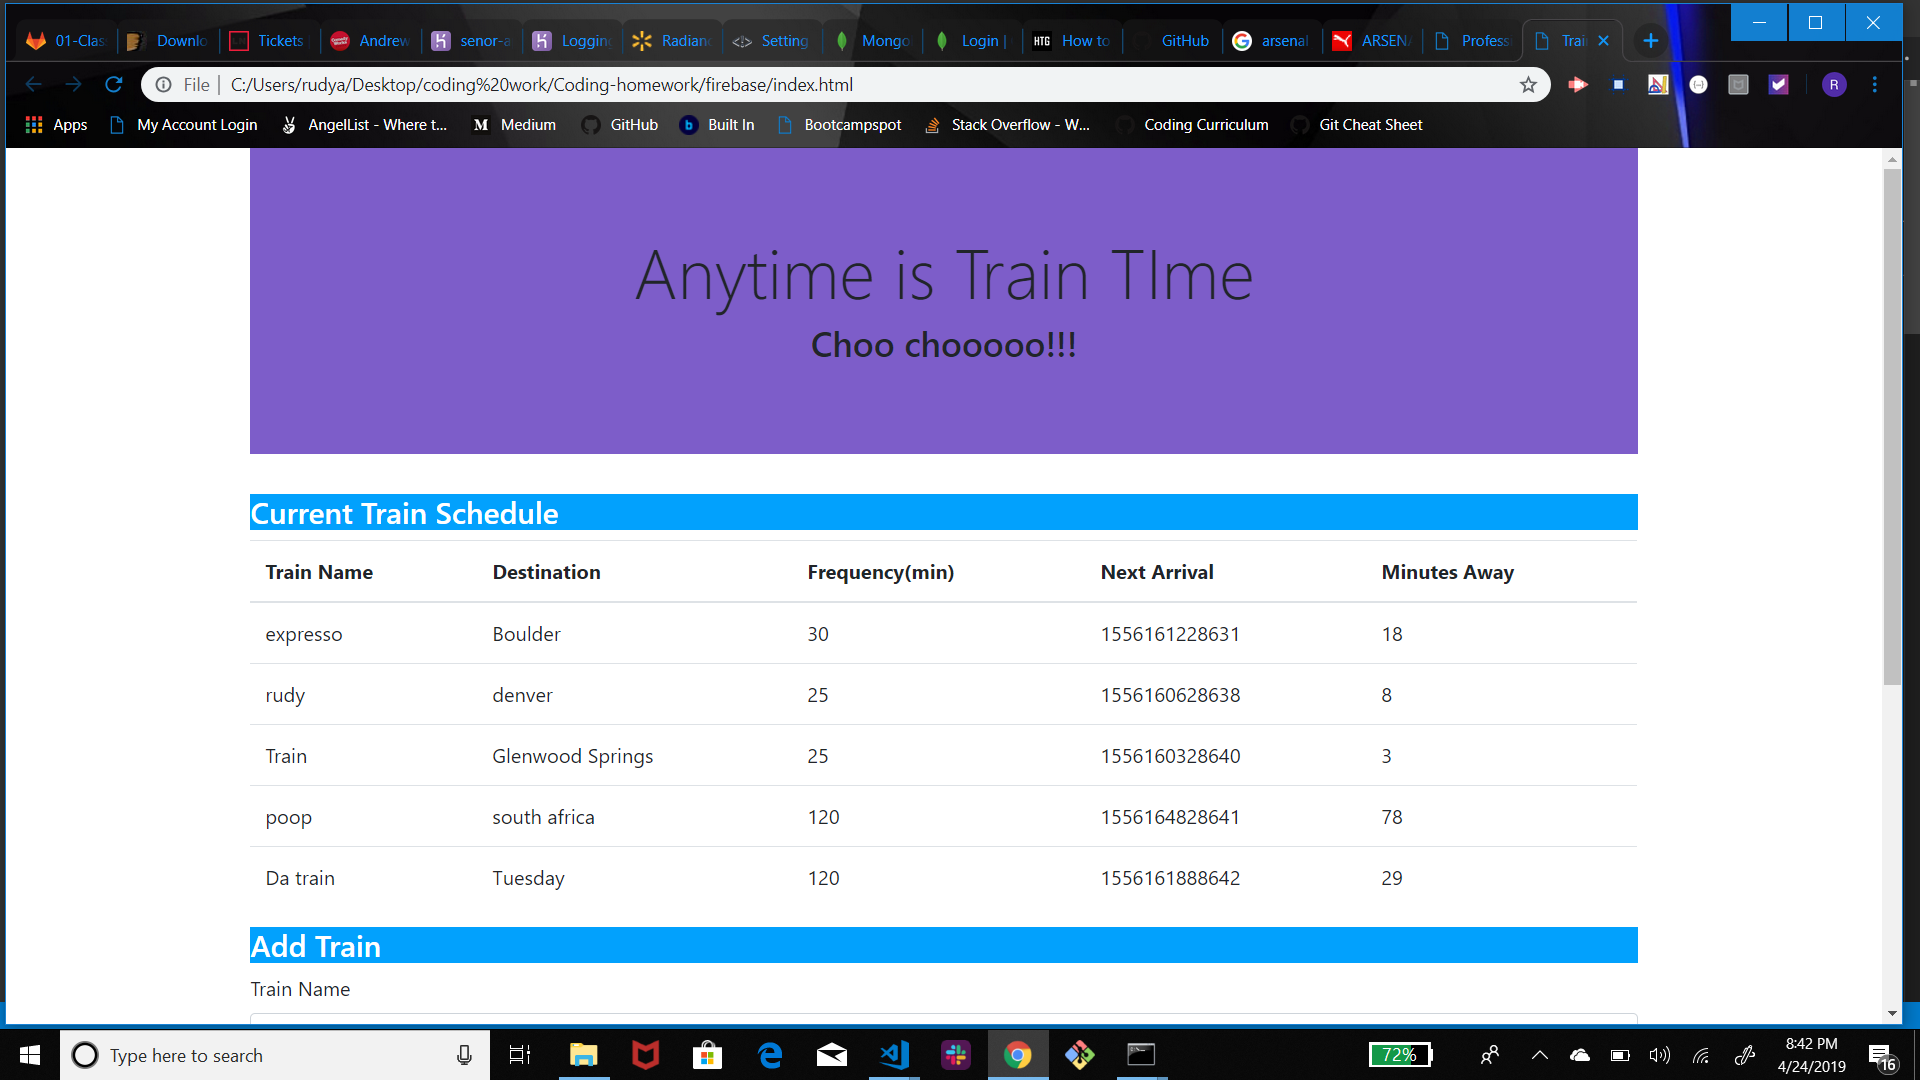 01-Clas Downlo Tickets Andrew senor-a Logging Radian Setting Mongo Login | How to GitHub arsenal ARSENA Profess Trai
File | C:/Users/rudya/Desktop/coding%20work/Coding-homework/firebase/index.html R
Apps My Account Login AngelList - Where t... Medium GitHub Built In Bootcampspot Stack Overflow - W... Coding Curriculum Git Cheat Sheet
Anytime is Train TIme
Choo chooooo!!!
Current Train Schedule
Train Name Destination Frequency(min) Next Arrival Minutes Away
expresso Boulder 30 1556161228631 18
rudy denver 25 1556160628638 8
Train Glenwood Springs 25 1556160328640 3
poop south africa 120 1556164828641 78
Da train Tuesday 120 1556161888642 29
Add Train
Train Name
Type here to search 72% 8:42 PM
4/24/2019 16